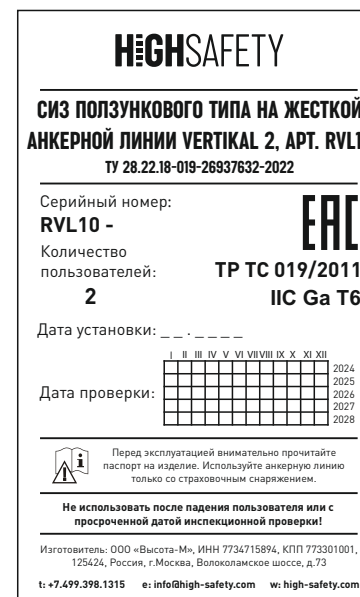 HIGHSAFETY
СИЗ ПОЛЗУНКОВОГО ТИПА НА ЖЕСТКОЙ
АНКЕРНОЙ ЛИНИИ VERTIKAL 2, АРТ. RVL1
ТУ 28.22.18-019-26937632-2022
Серийный номер:
RVL10 -
EAC
Количество
пользователей:
ТР ТС 019/2011
2
IIC Ga T6
Дата установки: _ _ . _ _ _ _
I II III IV V VI VII VIII IX X XI XII
2024
2025
Дата проверки:
2026
2027
2028
Перед эксплуатацией внимательно прочитайте
паспорт на изделие. Используйте анкерную линию
только со страховочным снаряжением.
Не использовать после падения пользователя или с
просроченной датой инспекционной проверки!
Изготовитель: ООО «Высота-М», ИНН 7734715894, КПП 773301001,
125424, Россия, г.Москва, Волоколамское шоссе, д.73
t: +7.499.398.1315 e: info@high-safety.com w: high-safety.com